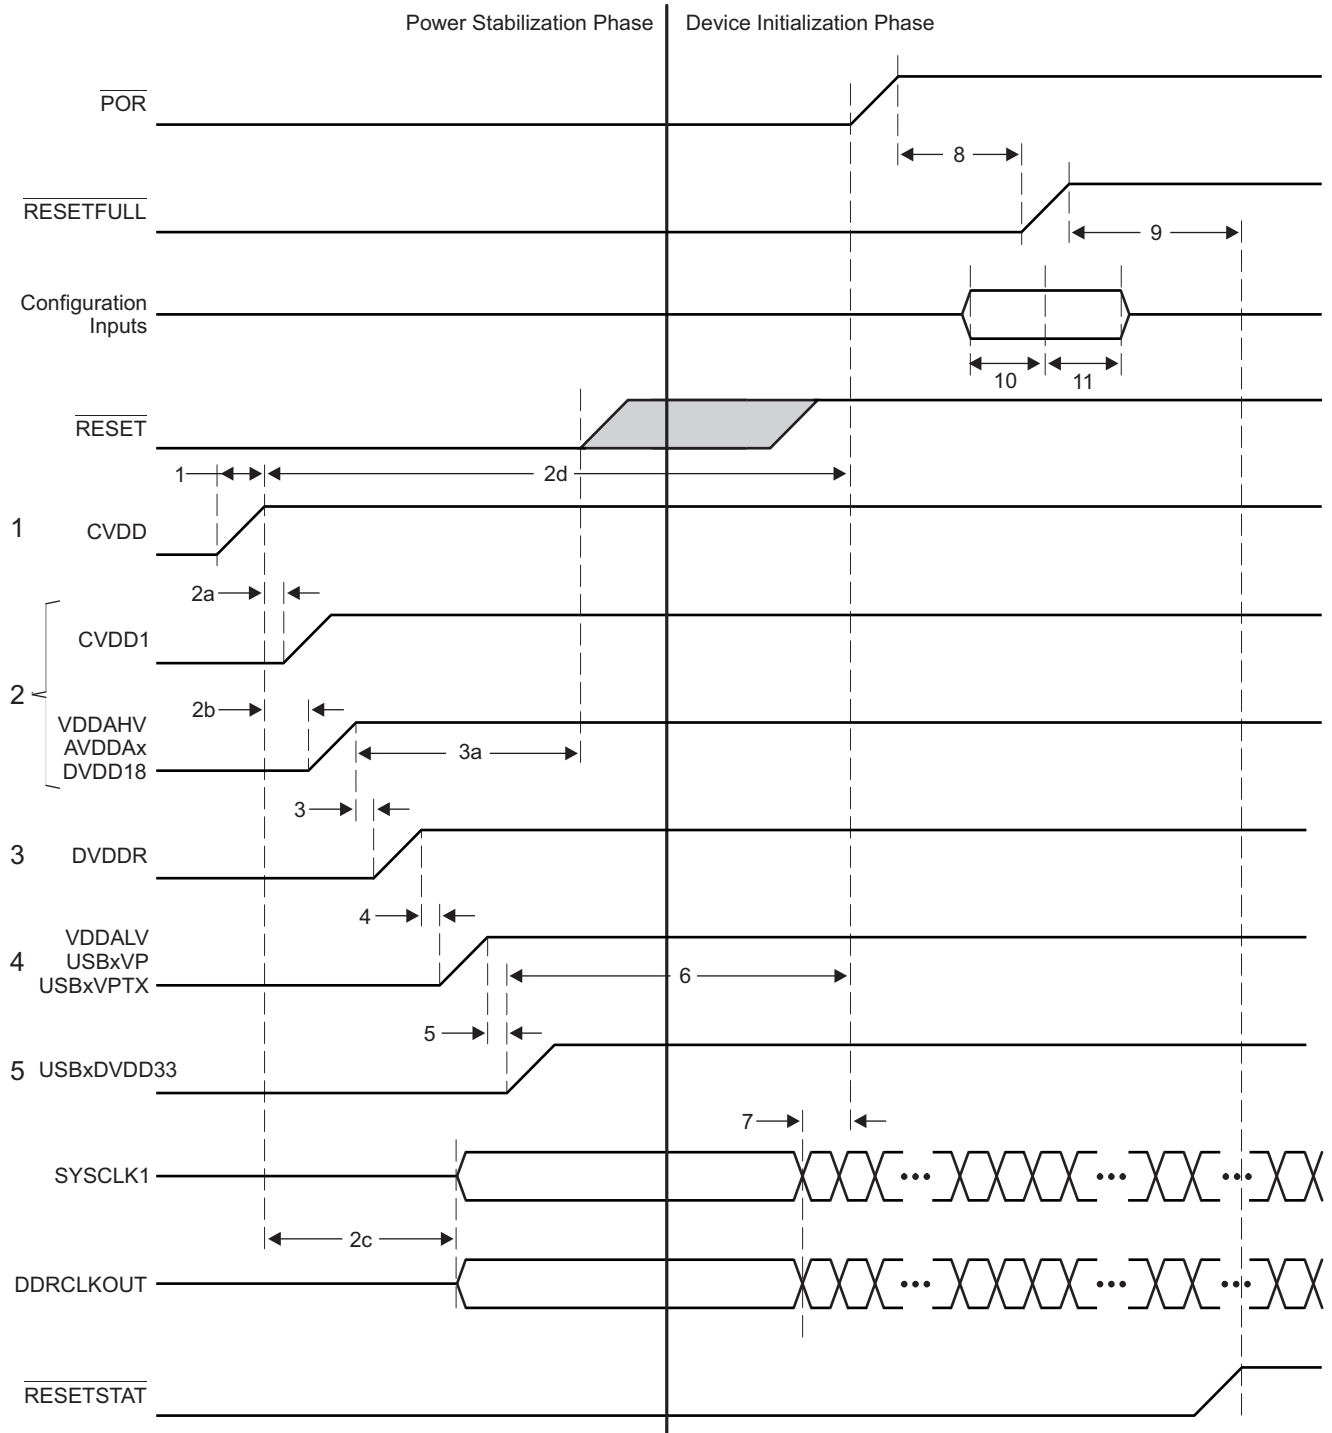 Power Stabilization Phase
Device Initialization Phase
POR
8
RESETFULL
9
Configuration
Inputs
10
11
RESET
1
2d
1
CVDD
2a
CVDD1
2
2b
VDDAHV
AVDDAx
DVDD18
3a
3
3
DVDDR
4
4
VDDALV
USBxVP
USBxVPTX
6
5
5
USBxDVDD33
7
SYSCLK1
2c
DDRCLKOUT
RESETSTAT